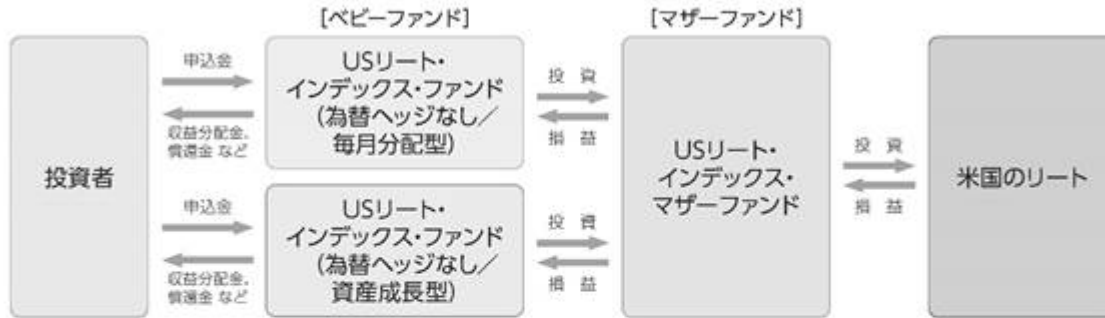 [ベビーファンド]
[マザーファンド]
投資者
申込金
収益分配金、
償還金 など
USリート・
インデックス・ファンド
(為替ヘッジなし/
毎月分配型)
投 資
損 益
申込金
収益分配金、
償還金 など
USリート・
インデックス・ファンド
(為替ヘッジなし/
資産成長型)
投 資
損 益
USリート・
インデックス・
マザーファンド
投 資
損 益
米国のリート